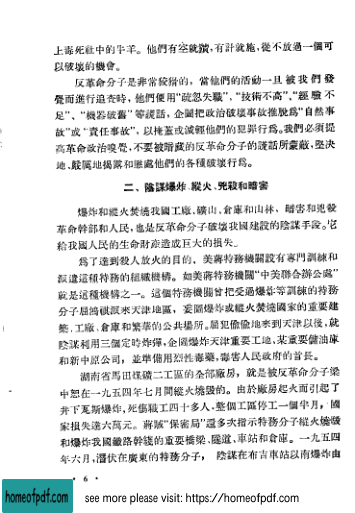 上毒死社中的牛羊。他們有空就鑽,有計就施,從不放過一個可
以破壞的機會。
反革命分子是非常狡猾的,當他們的活動一旦被我們發
覺而進行追查時,他們便用“疏忽失職”、“技術不高”、“經驗不
足”、“機器破舊”等謊話,企圖把政治破壞事故推脫爲“自然事
故”或“責任事故”,以掩蓋或減輕他們的犯罪行爲。我們必須提
高革命政治嗅覺,不要被暗藏的反革命分子的謊話所蒙蔽,堅决
地、嚴厲地揭露和懲處他們的各種破壞行爲。
二、陰謀爆炸、縱火、兇殺和暗害
爆炸和縱火焚燒我國工廠、礦山、倉庫和山林,暗害和兇殺
革命幹部和人民,也是反革命分子破壞我國建設的陰謀手段。它
給我國人民的生命財產造成巨大的損失。
爲了達到殺人放火的目的,美蔣特務機關設有專門訓練和
派遣這種特務的組織機構。如美蔣特務機關“中美聯合辦公處”
就是這種機構之一。這個特務機關曾把受過爆炸等訓練的特務
分子屈鴻祺派來天津地區,妄圖爆炸或縱火焚燒國家的重要建
築、工廠、倉庫和繁華的公共場所。屈犯偷偷地來到天津以後,就
陰謀利用三個定時炸彈,企圖爆炸天津重要工地、某重要儲油庫
和新中原公司,並準備用烈性毒藥,毒害人民政府的首長。
湖南省馬田煤礦二工區的全部廠房,就是被反革命分子梁
中恕在一九五四年七月間縱火燒毀的。由於廠房起火而引起了
井下瓦斯爆炸,死傷職工四十多人,整個工區停工一個半月,國
家損失達六萬元。蔣賊“保密局”還多次指示特務分子縱火燒燬
和爆炸我國鐵路幹綫的重要橋梁、隧道、車站和倉庫。一九五四
年六月,潛伏在廣東的特務分子, 陰謀在布吉車站以南爆炸由
• 6 •
homeofpdf.com
see more please visit: https://homeofpdf.com